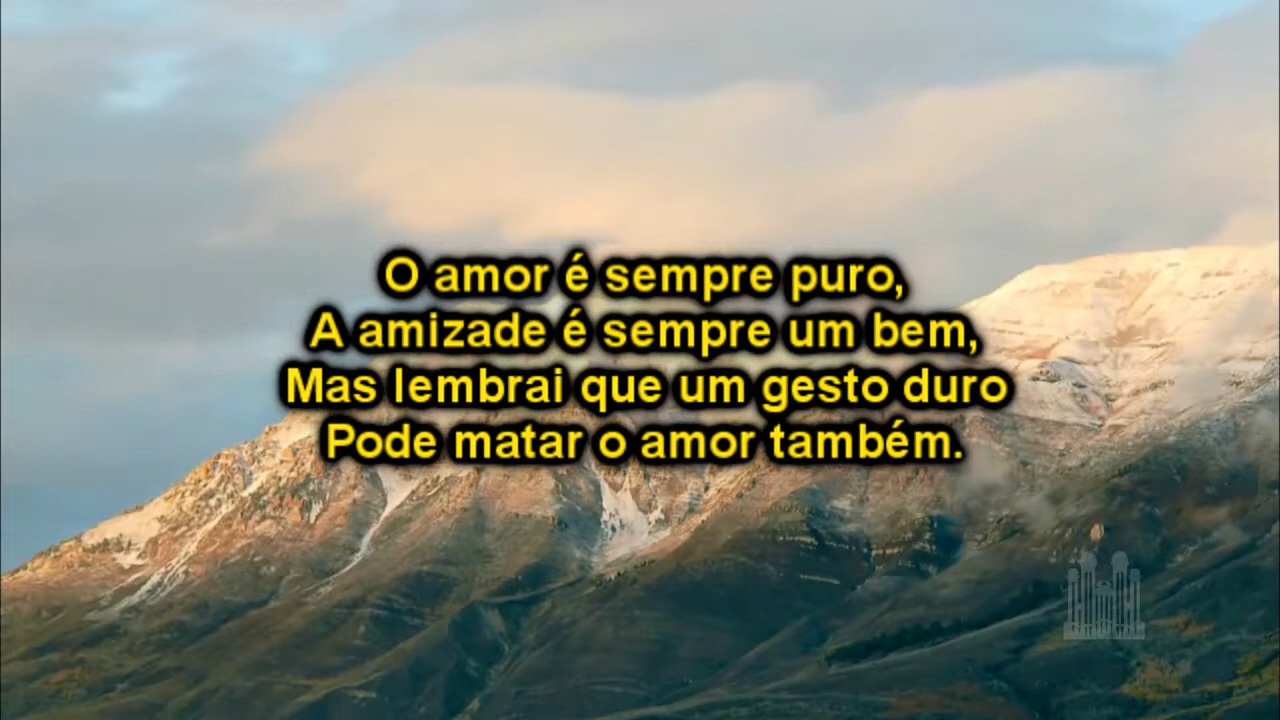 O amor é sempre puro,
A amizade é sempre um bem,
Mas lembrai que um gesto duro
Pode matar o amor também.